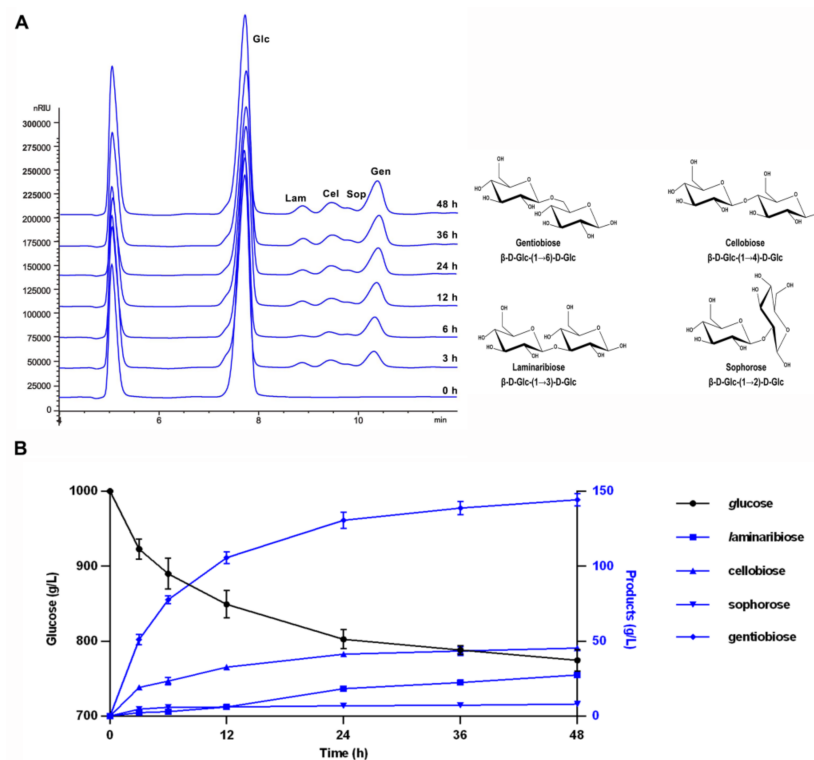 A
nRIU
300000
275000
250000
225000
200000
175000
150000
125000
100000
75000
50000
25000
0
Glc
Lam
Cel
Sop
Gen
48 h
36 h
24 h
12 h
6 h
3 h
0 h
4
6
8
10
min
Gentiobiose
β-D-Glc-(1→6)-D-Glc
Cellobiose
β-D-Glc-(1→4)-D-Glc
Laminaribiose
β-D-Glc-(1→3)-D-Glc
Sophorose
β-D-Glc-(1→2)-D-Glc
B
Glucose (g/L)
1000
900
800
700
0
12
24
36
48
Time (h)
150
100
50
0
Products (g/L)
glucose
laminaribiose
cellobiose
sophorose
gentiobiose